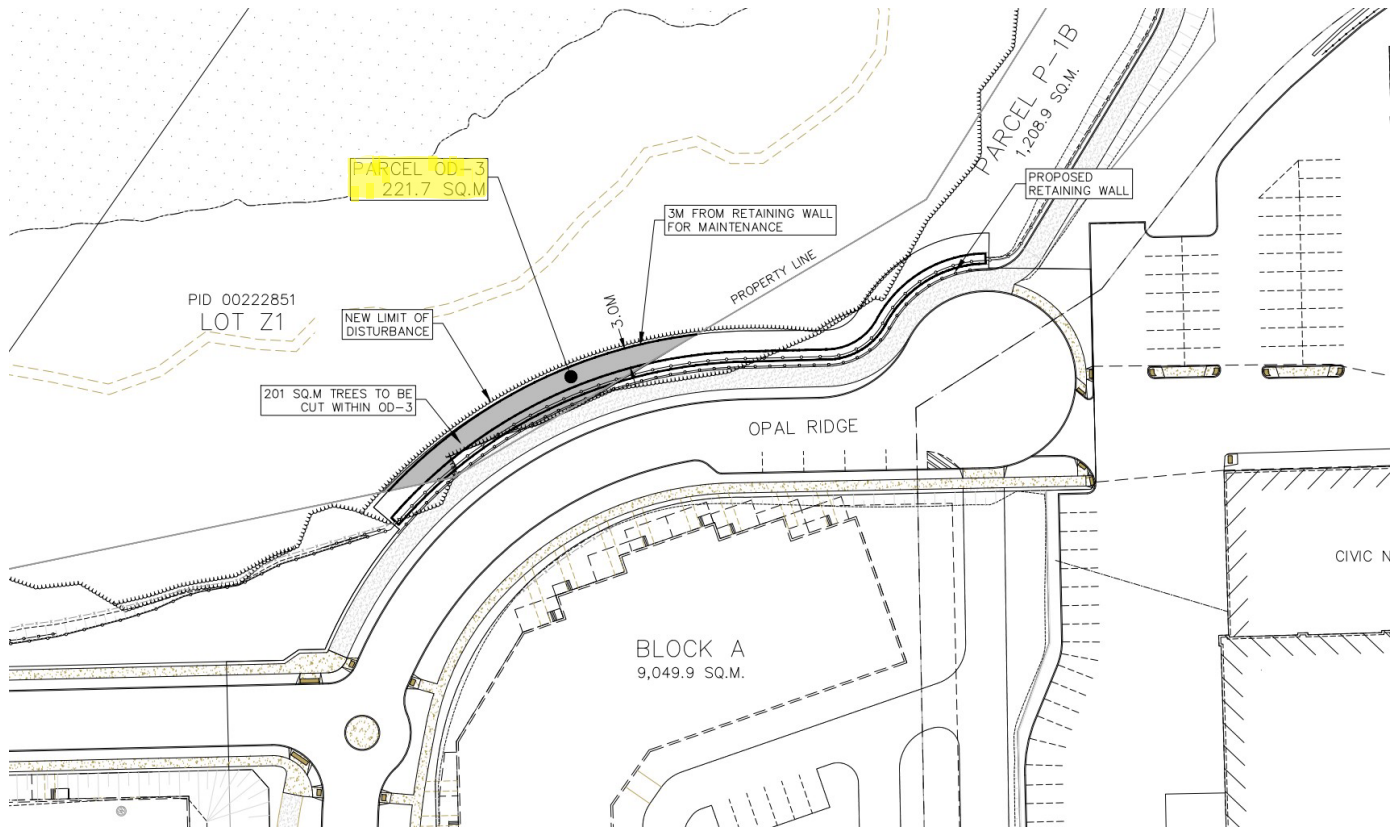 PARCEL P-1B
1,208.9 SQ.M.
PARCEL OD-3
221.7 SQ.M
PROPOSED
RETAINING WALL
3M FROM RETAINING WALL
FOR MAINTENANCE
PROPERTY LINE
PID 00222851
LOT Z1
NEW LIMIT OF
DISTURBANCE
3.0M
201 SQ.M TREES TO BE
CUT WITHIN OD-3
OPAL RIDGE
CIVIC N
BLOCK A
9,049.9 SQ.M.